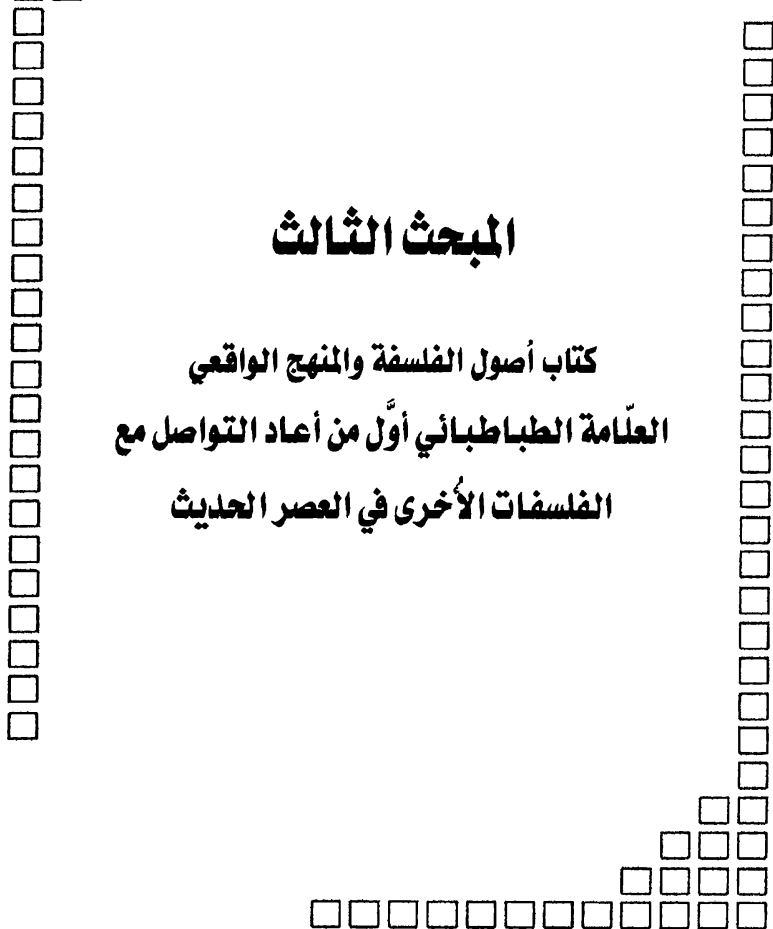 المبحث الثالث
كتاب أصول الفلسفة والمنهج الواقعي
العلّامة الطباطبائي أوَّل من أعاد التواصل مع
الفلسفات الأُخرى في العصر الحديث